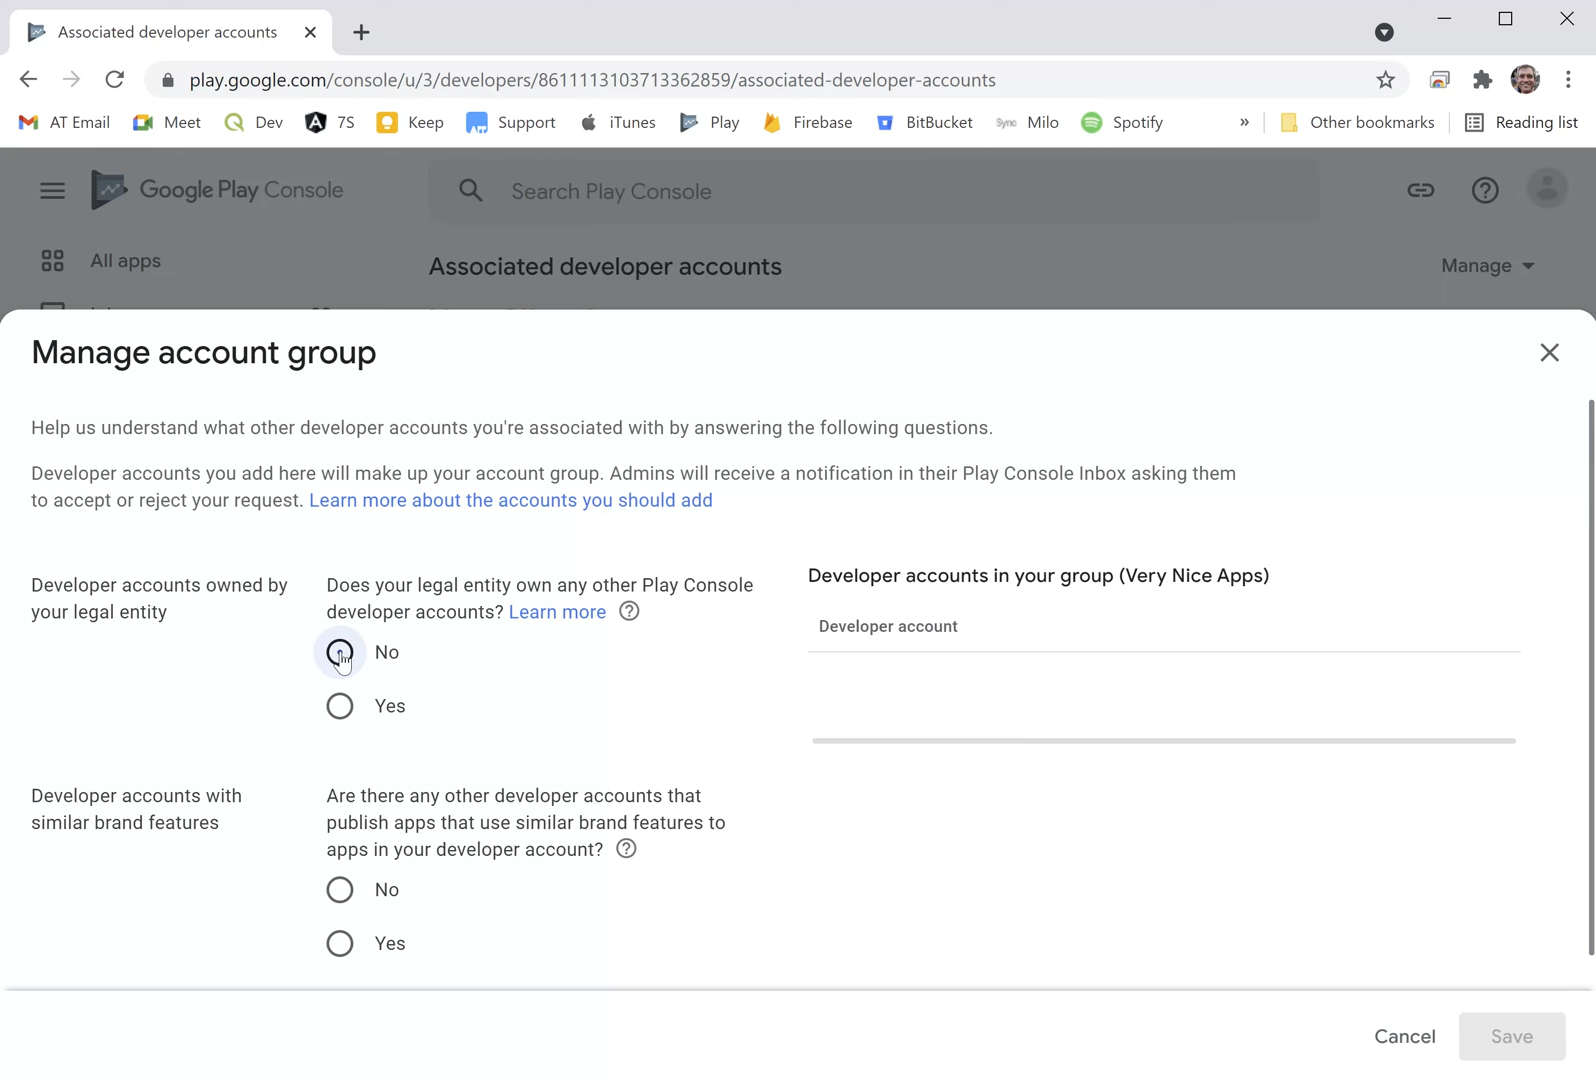 Associated developer accounts
play.google.com/console/u/3/developers/8611113103713362859/associated-developer-accounts
AT Email Meet Dev 7S Keep Support iTunes Play Firebase BitBucket Sync Milo Spotify » Other bookmarks Reading list
Google Play Console Search Play Console
All apps Associated developer accounts Manage
Manage account group
Help us understand what other developer accounts you're associated with by answering the following questions.
Developer accounts you add here will make up your account group. Admins will receive a notification in their Play Console Inbox asking them
to accept or reject your request. Learn more about the accounts you should add
Developer accounts owned by
your legal entity
Does your legal entity own any other Play Console
developer accounts? Learn more
No
Yes
Developer accounts in your group (Very Nice Apps)
Developer account
Developer accounts with
similar brand features
Are there any other developer accounts that
publish apps that use similar brand features to
apps in your developer account?
No
Yes
Cancel Save